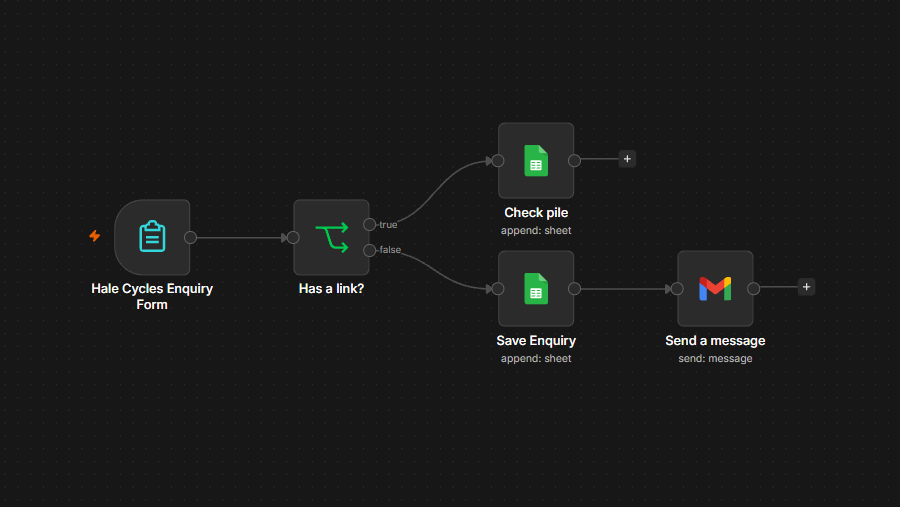 Hale Cycles Enquiry
Form
Has a link?
true
false
Check pile
append: sheet
Save Enquiry
append: sheet
Send a message
send: message